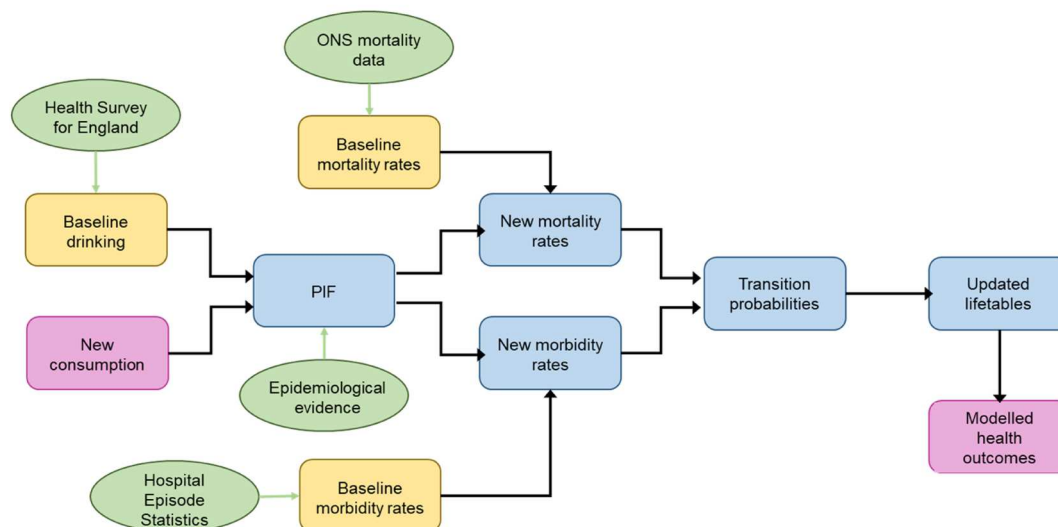 ONS mortality
data
Health Survey
for England
Baseline
mortality rates
Baseline
drinking
New mortality
rates
PIF
Transition
probabilities
Updated
lifetables
New
consumption
New morbidity
rates
Epidemiological
evidence
Modelled
health
outcomes
Hospital
Episode
Statistics
Baseline
morbidity rates